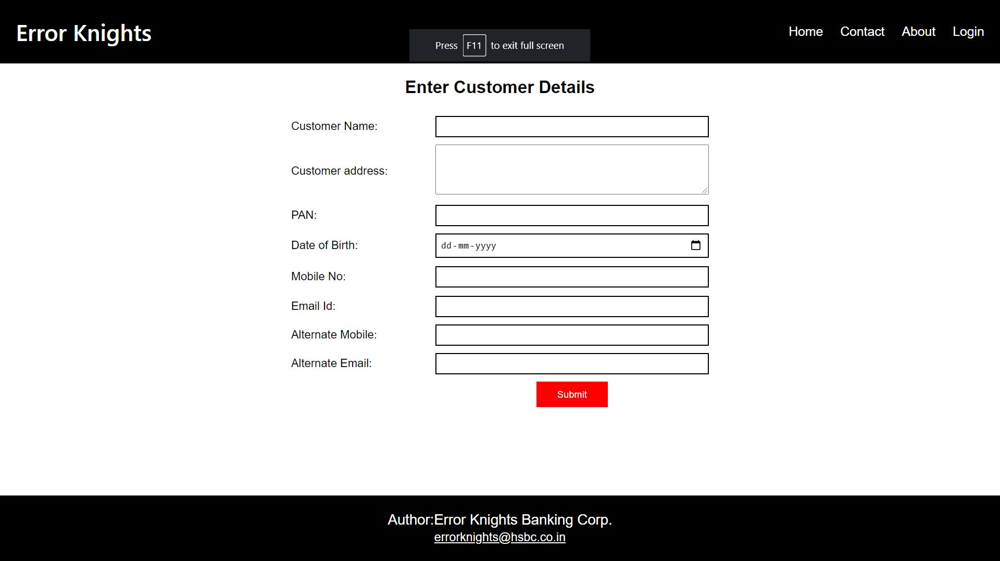 Error Knights
Home Contact About Login
Press F11 to exit full screen
Enter Customer Details
Customer Name:
Customer address:
PAN:
Date of Birth: dd-mm-yyyy
Mobile No:
Email Id:
Alternate Mobile:
Alternate Email:
Submit
Author:Error Knights Banking Corp.
errorknights@hsbc.co.in